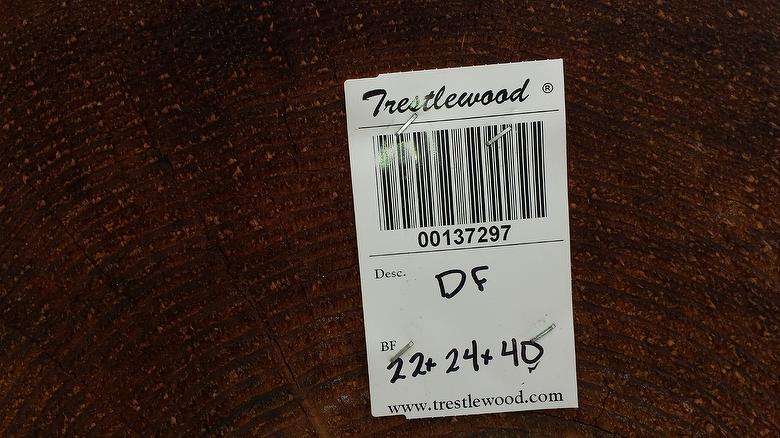 Trestlewood ®
00137297
Desc. DF
BF
22+ 24+ 40
www.trestlewood.com